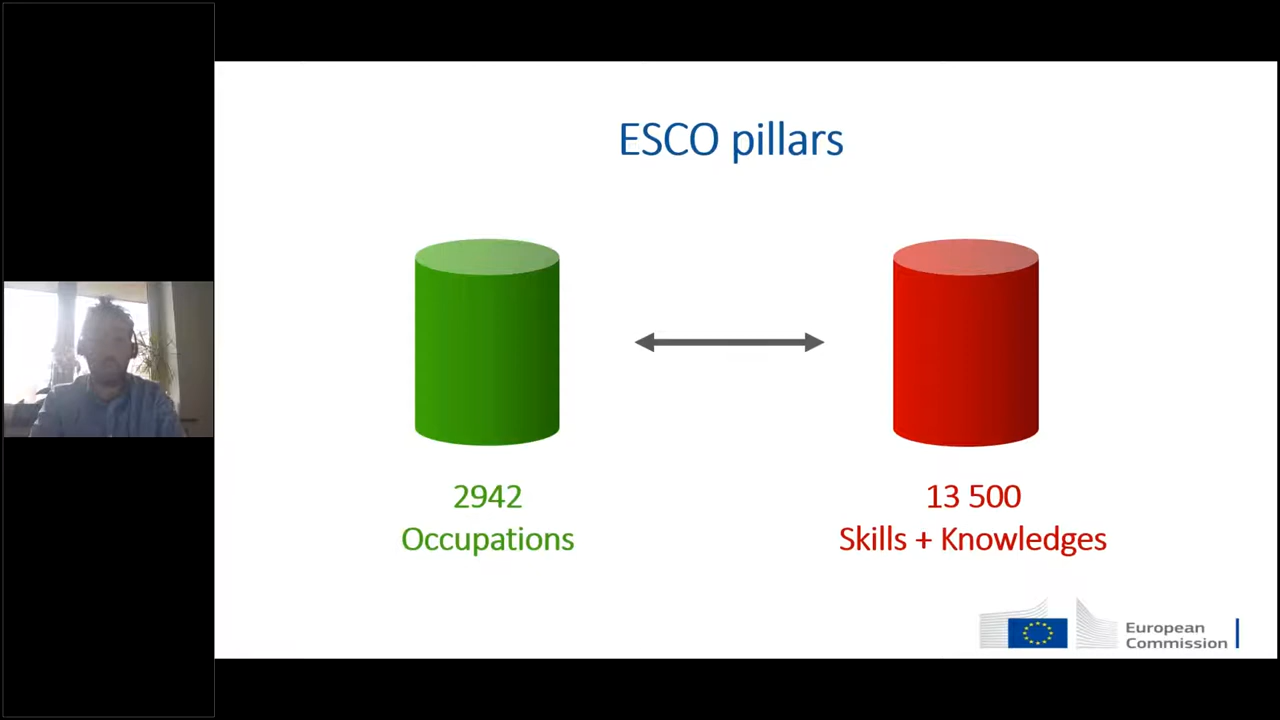 ESCO pillars
2942
Occupations
13 500
Skills + Knowledges
European
Commission